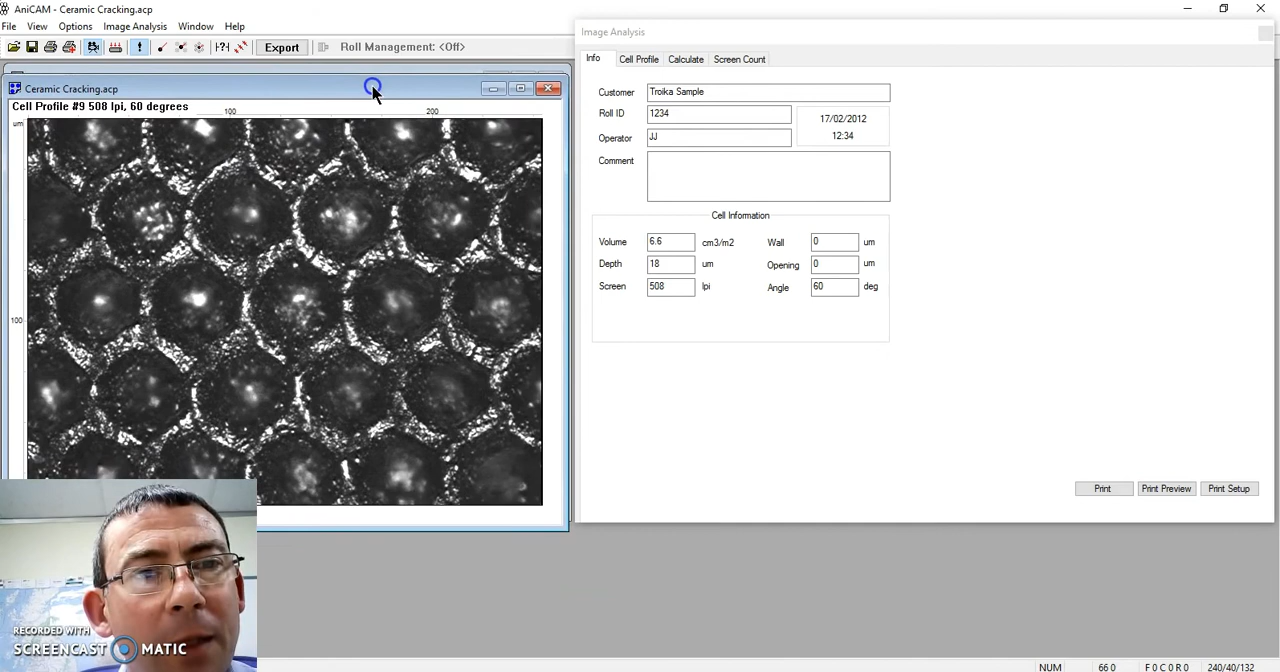 AniCAM - Ceramic Cracking.acp
File View Options Image Analysis Window Help
Export Roll Management: <Off>
Ceramic Cracking.acp
Cell Profile #9 508 lpi, 60 degrees
100 200
um
100
Image Analysis
Info Cell Profile Calculate Screen Count
Customer Troika Sample
Roll ID 1234
17/02/2012
12:34
Operator JJ
Comment
Cell Information
Volume 6.6 cm3/m2 Wall 0 um
Depth 18 um Opening 0 um
Screen 508 lpi Angle 60 deg
Print Print Preview Print Setup
RECORDED WITH
SCREENCAST O MATIC
NUM 66 0 F 0 C 0 R 0 240/40/132